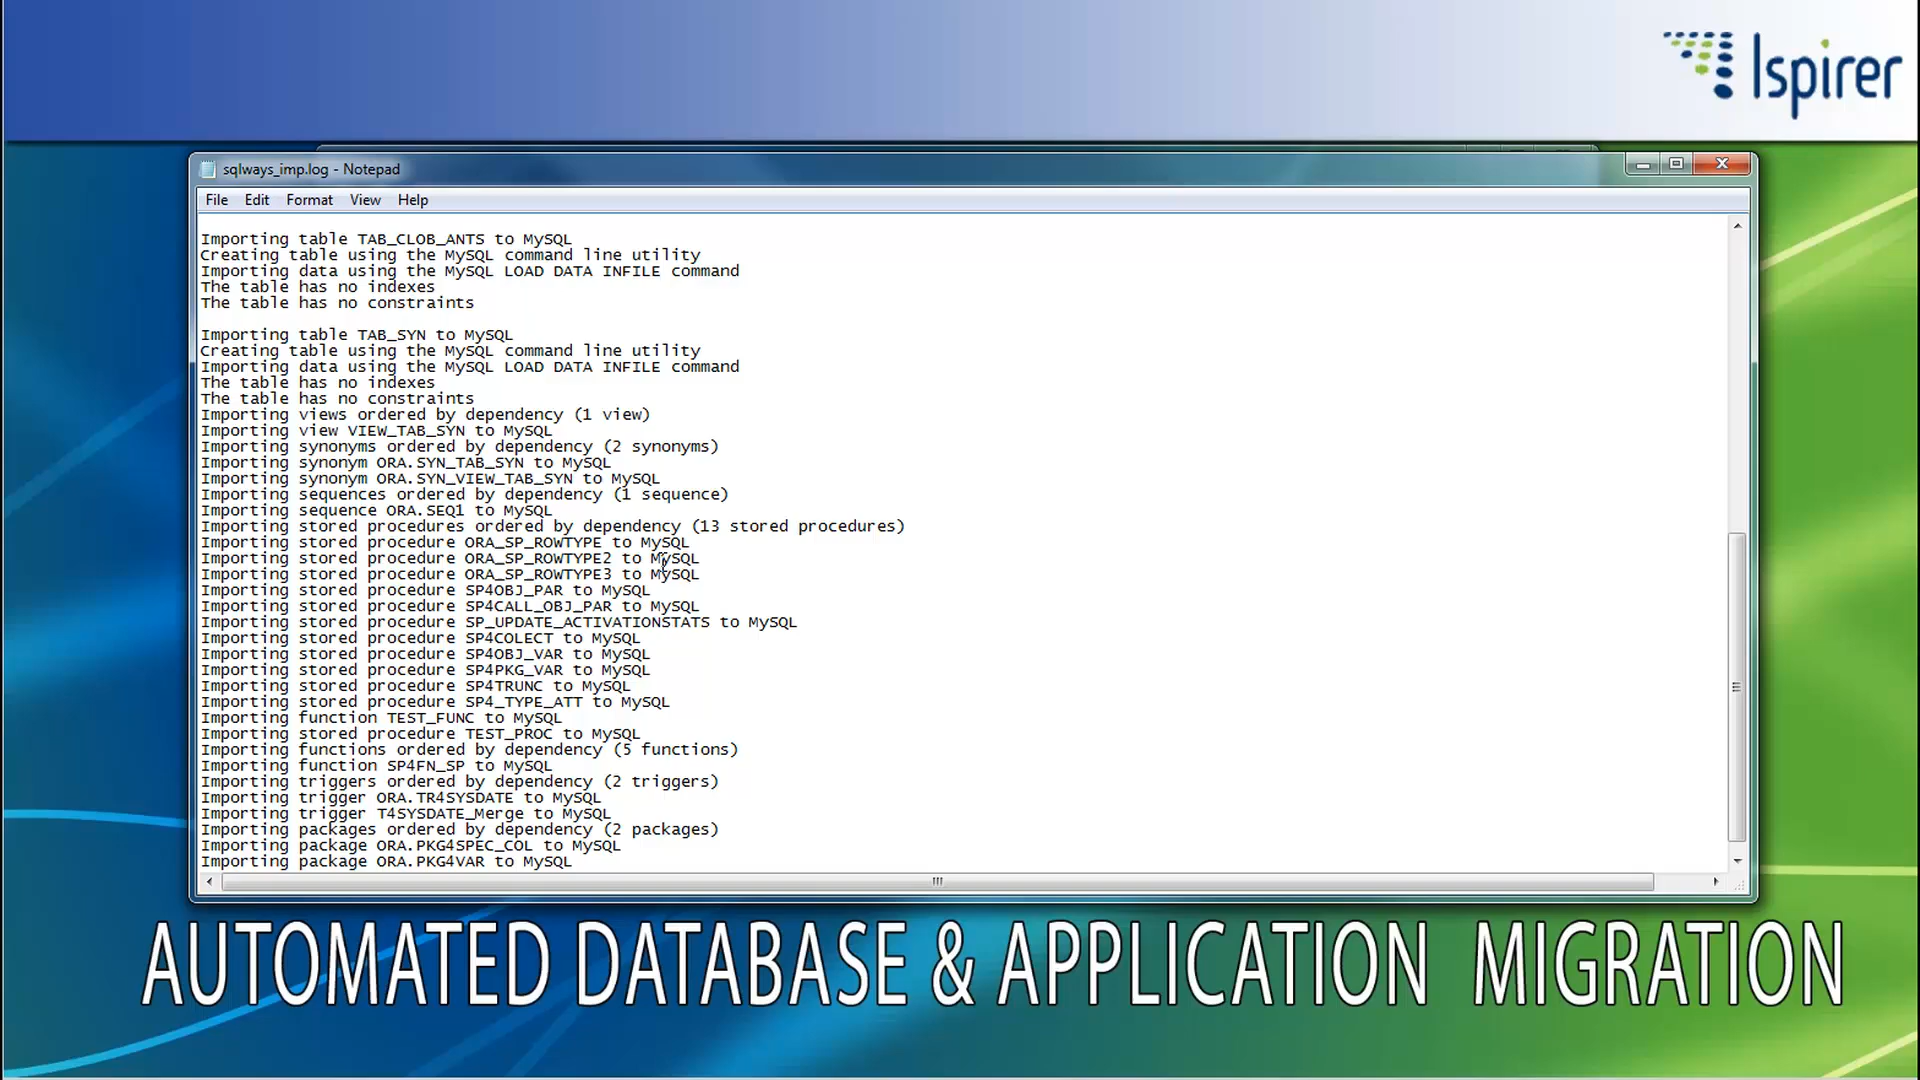 Ispirer
sqlways_imp.log - Notepad
File Edit Format View Help
Importing table TAB_CLOB_ANTS to MySQL
Creating table using the MySQL command line utility
Importing data using the MySQL LOAD DATA INFILE command
The table has no indexes
The table has no constraints
Importing table TAB_SYN to MySQL
Creating table using the MySQL command line utility
Importing data using the MySQL LOAD DATA INFILE command
The table has no indexes
The table has no constraints
Importing views ordered by dependency (1 view)
Importing view VIEW_TAB_SYN to MySQL
Importing synonyms ordered by dependency (2 synonyms)
Importing synonym ORA.SYN_TAB_SYN to MySQL
Importing synonym ORA.SYN_VIEW_TAB_SYN to MySQL
Importing sequences ordered by dependency (1 sequence)
Importing sequence ORA.SEQ1 to MySQL
Importing stored procedures ordered by dependency (13 stored procedures)
Importing stored procedure ORA_SP_ROWTYPE to MySQL
Importing stored procedure ORA_SP_ROWTYPE2 to MySQL
Importing stored procedure ORA_SP_ROWTYPE3 to MySQL
Importing stored procedure SP4OBJ_PAR to MySQL
Importing stored procedure SP4CALL_OBJ_PAR to MySQL
Importing stored procedure SP_UPDATE_ACTIVATIONSTATS to MySQL
Importing stored procedure SP4COLECT to MySQL
Importing stored procedure SP4OBJ_VAR to MySQL
Importing stored procedure SP4PKG_VAR to MySQL
Importing stored procedure SP4TRUNC to MySQL
Importing stored procedure SP4_TYPE_ATT to MySQL
Importing function TEST_FUNC to MySQL
Importing stored procedure TEST_PROC to MySQL
Importing functions ordered by dependency (5 functions)
Importing function SP4FN_SP to MySQL
Importing triggers ordered by dependency (2 triggers)
Importing trigger ORA.TR4SYSDATE to MySQL
Importing trigger T4SYSDATE_Merge to MySQL
Importing packages ordered by dependency (2 packages)
Importing package ORA.PKG4SPEC_COL to MySQL
Importing package ORA.PKG4VAR to MySQL
AUTOMATED DATABASE & APPLICATION MIGRATION